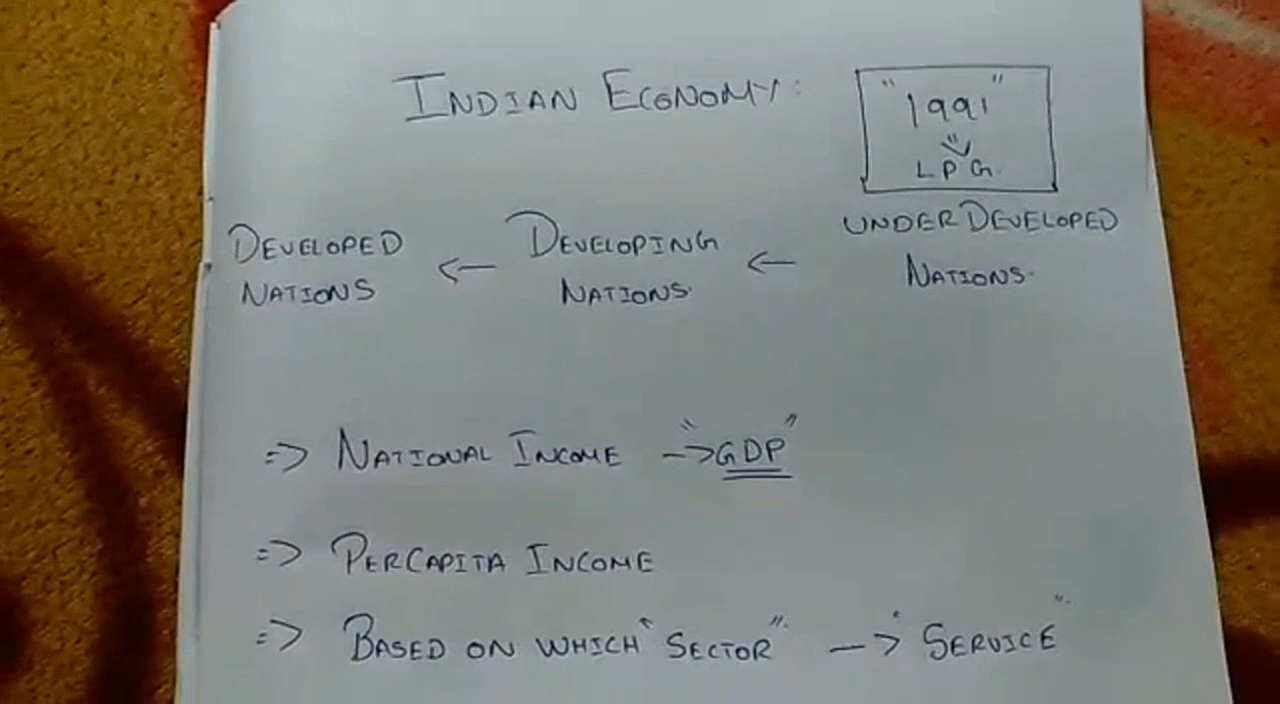 INDIAN ECONOMY:
"1991"
L P G.
DEVELOPED NATIONS ← DEVELOPING NATIONS. ← UNDERDEVELOPED NATIONS.
=> NATIONAL INCOME -> "GDP"
=> PERCAPITA INCOME
=> BASED ON WHICH "SECTOR". -> "SERVICE".